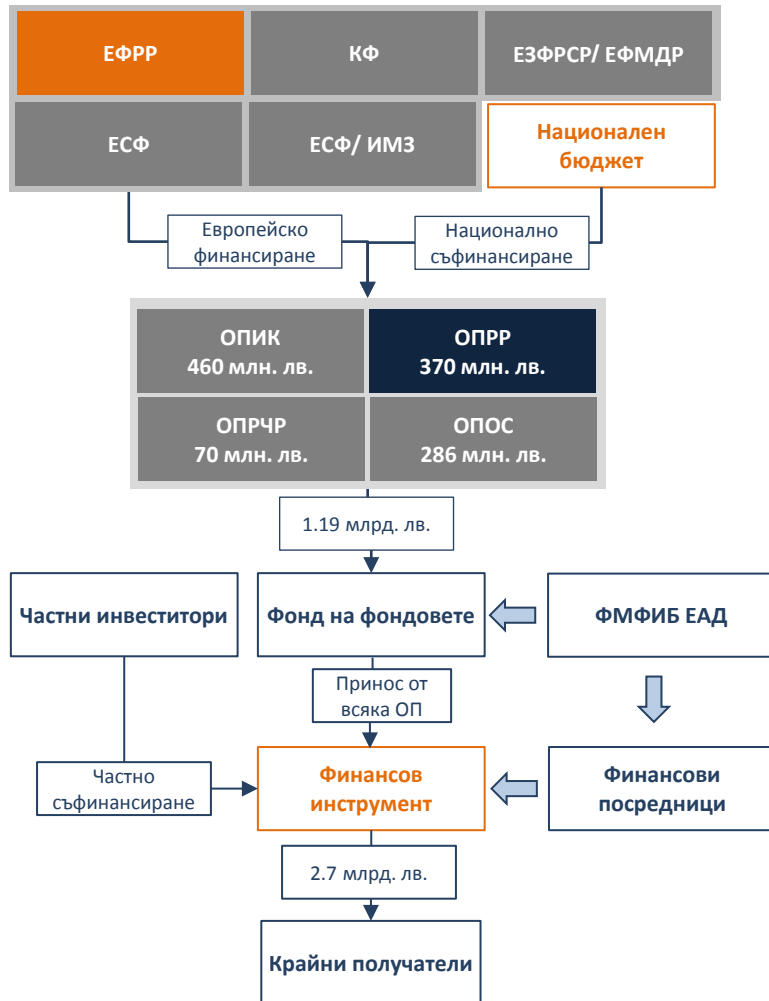 ЕФРР
КФ
ЕЗФРСР/ ЕФМДР
ЕСФ
ЕСФ/ ИМЗ
Национален
бюджет
Европейско
финансиране
Национално
съфинансиране
ОПИК
460 млн. лв.
ОПРР
370 млн. лв.
ОПРЧР
70 млн. лв.
ОПОС
286 млн. лв.
1.19 млрд. лв.
Частни инвеститори
Фонд на фондовете
ФМФИБ ЕАД
Принос от
всяка ОП
Частно
съфинансиране
Финансов
инструмент
Финансови
посредници
2.7 млрд. лв.
Крайни получатели